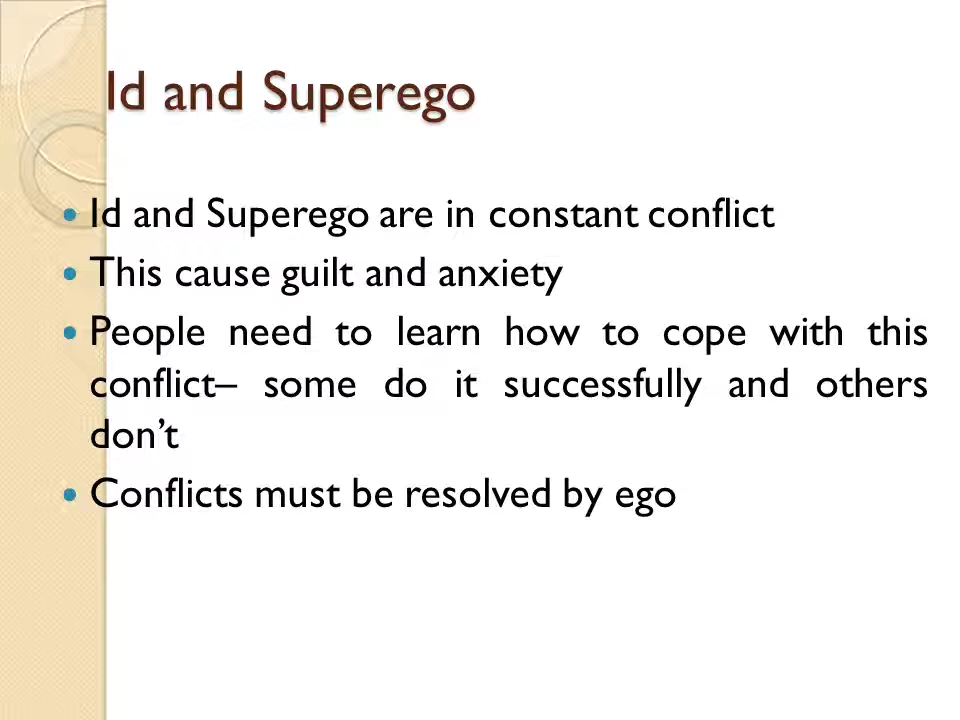 Id and Superego
• Id and Superego are in constant conflict
• This cause guilt and anxiety
• People need to learn how to cope with this
conflict– some do it successfully and others
don’t
• Conflicts must be resolved by ego